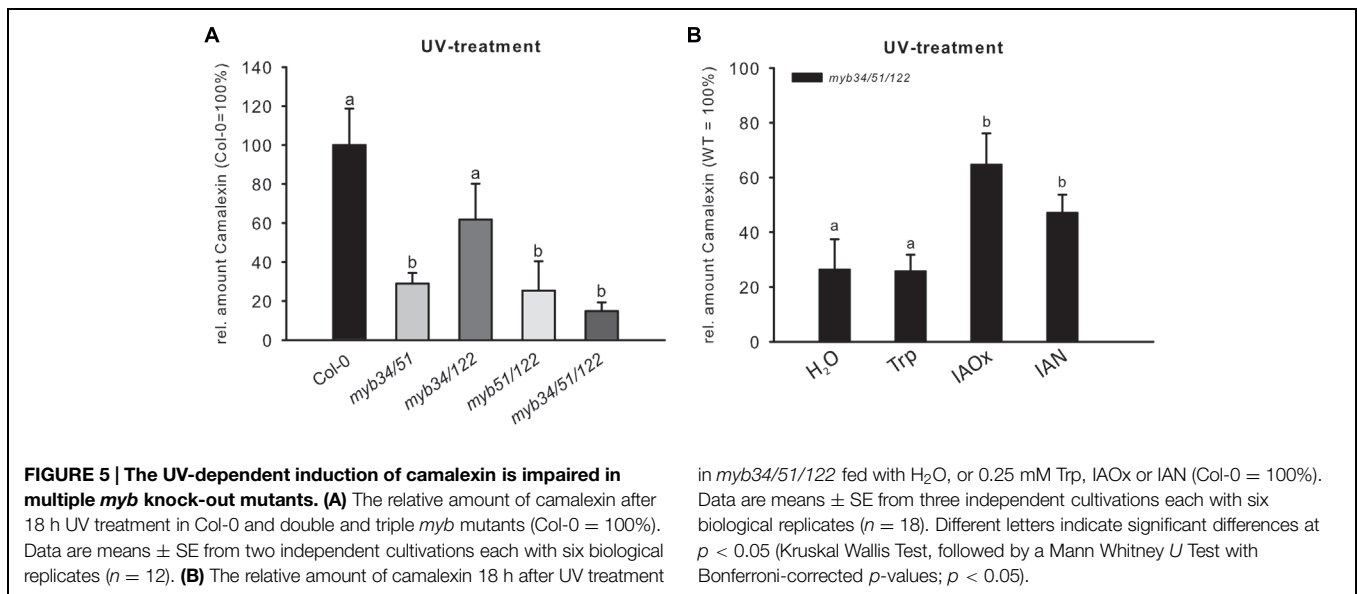 A
UV-treatment
rel. amount Camalexin (Col-0=100%)
140
120
100
80
60
40
20
0
a
b
a
b
b
Col-0
myb34/51
myb34/122
myb51/122
myb34/51/122
B
UV-treatment
rel. amount Camalexin (WT = 100%)
myb34/51/122
100
80
60
40
20
0
a
a
b
b
H₂O
Trp
IAOx
IAN
FIGURE 5 | The UV-dependent induction of camalexin is impaired in
multiple myb knock-out mutants. (A) The relative amount of camalexin after
18 h UV treatment in Col-0 and double and triple myb mutants (Col-0 = 100%).
Data are means ± SE from two independent cultivations each with six biological
replicates (n = 12). (B) The relative amount of camalexin 18 h after UV treatment
in myb34/51/122 fed with H₂O, or 0.25 mM Trp, IAOx or IAN (Col-0 = 100%).
Data are means ± SE from three independent cultivations each with six
biological replicates (n = 18). Different letters indicate significant differences at
p < 0.05 (Kruskal Wallis Test, followed by a Mann Whitney U Test with
Bonferroni-corrected p-values; p < 0.05).